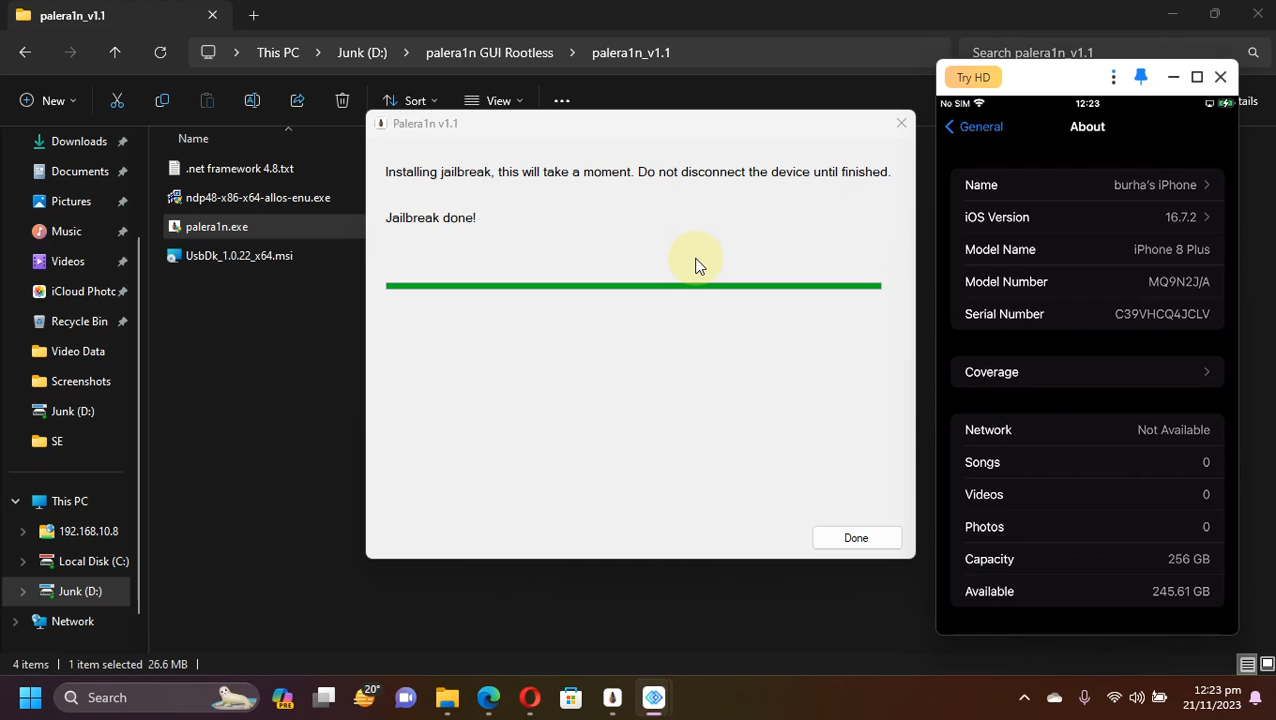 palera1n_v1.1
This PC
Junk (D:)
palera1n GUI Rootless
palera1n_v1.1
Search palera1n_v1.1
New
Sort
View
tails
Downloads
Documents
Pictures
Music
Videos
iCloud Photo
Recycle Bin
Video Data
Screenshots
Junk (D:)
SE
This PC
192.168.10.8
Local Disk (C:)
Junk (D:)
Network
Name
.net framework 4.8.txt
ndp48-x86-x64-allos-enu.exe
palera1n.exe
UsbDk_1.0.22_x64.msi
Palera1n v1.1
Installing jailbreak, this will take a moment. Do not disconnect the device until finished.
Jailbreak done!
Done
Try HD
No SIM 12:23
General About
Name burha's iPhone
iOS Version 16.7.2
Model Name iPhone 8 Plus
Model Number MQ9N2J/A
Serial Number C39VHCQ4JCLV
Coverage
Network Not Available
Songs 0
Videos 0
Photos 0
Capacity 256 GB
Available 245.61 GB
4 items 1 item selected 26.6 MB
Search
PRE
20°
12:23 pm
21/11/2023